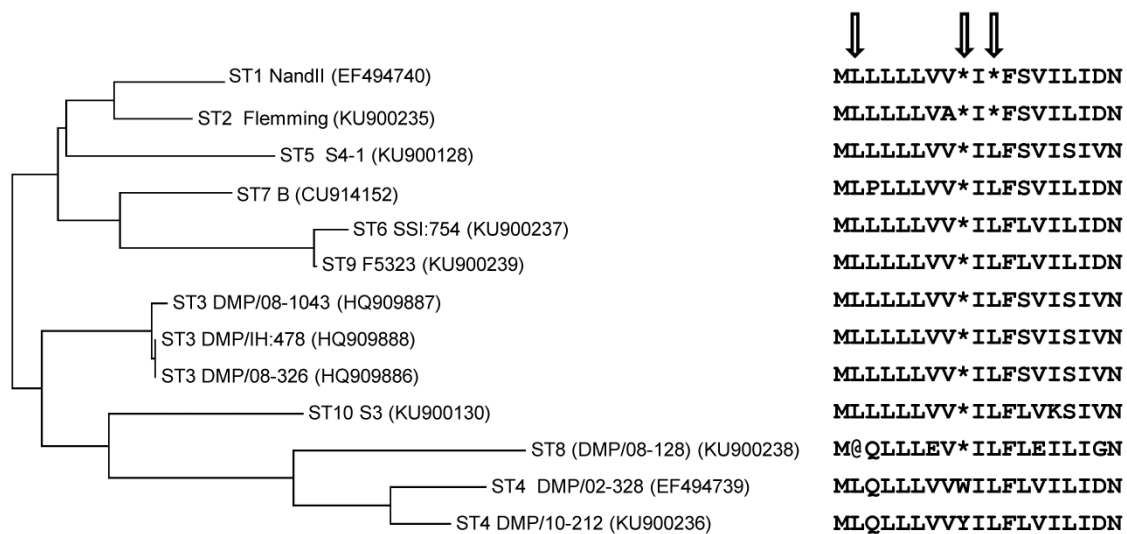 ST1 NandII (EF494740) MLLLLLVV*I*FSVILIDN
ST2 Flemming (KU900235) MLLLLLVA*I*FSVILIDN
ST5 S4-1 (KU900128) MLLLLLVV*ILFSVISIVN
ST7 B (CU914152) MLPLLLVV*ILFSVILIDN
ST6 SSI:754 (KU900237) MLLLLLVV*ILFLVILIDN
ST9 F5323 (KU900239) MLLLLLVV*ILFLVILIDN
ST3 DMP/08-1043 (HQ909887) MLLLLLVV*ILFSVISIVN
ST3 DMP/IH:478 (HQ909888) MLLLLLVV*ILFSVISIVN
ST3 DMP/08-326 (HQ909886) MLLLLLVV*ILFSVISIVN
ST10 S3 (KU900130) MLLLLLVV*ILFLVKSIVN
ST8 (DMP/08-128) (KU900238) M@QLLLEV*ILFLEILIGN
ST4 DMP/02-328 (EF494739) MLQLLLVVWILFLVILIDN
ST4 DMP/10-212 (KU900236) MLQLLLVVYILFLVILIDN